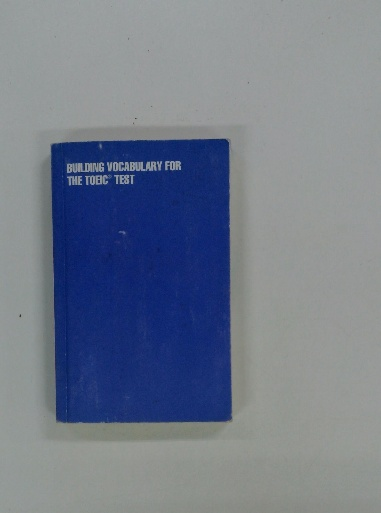 BUILDING VOCABULARY FOR
THE TOEIC® TEST